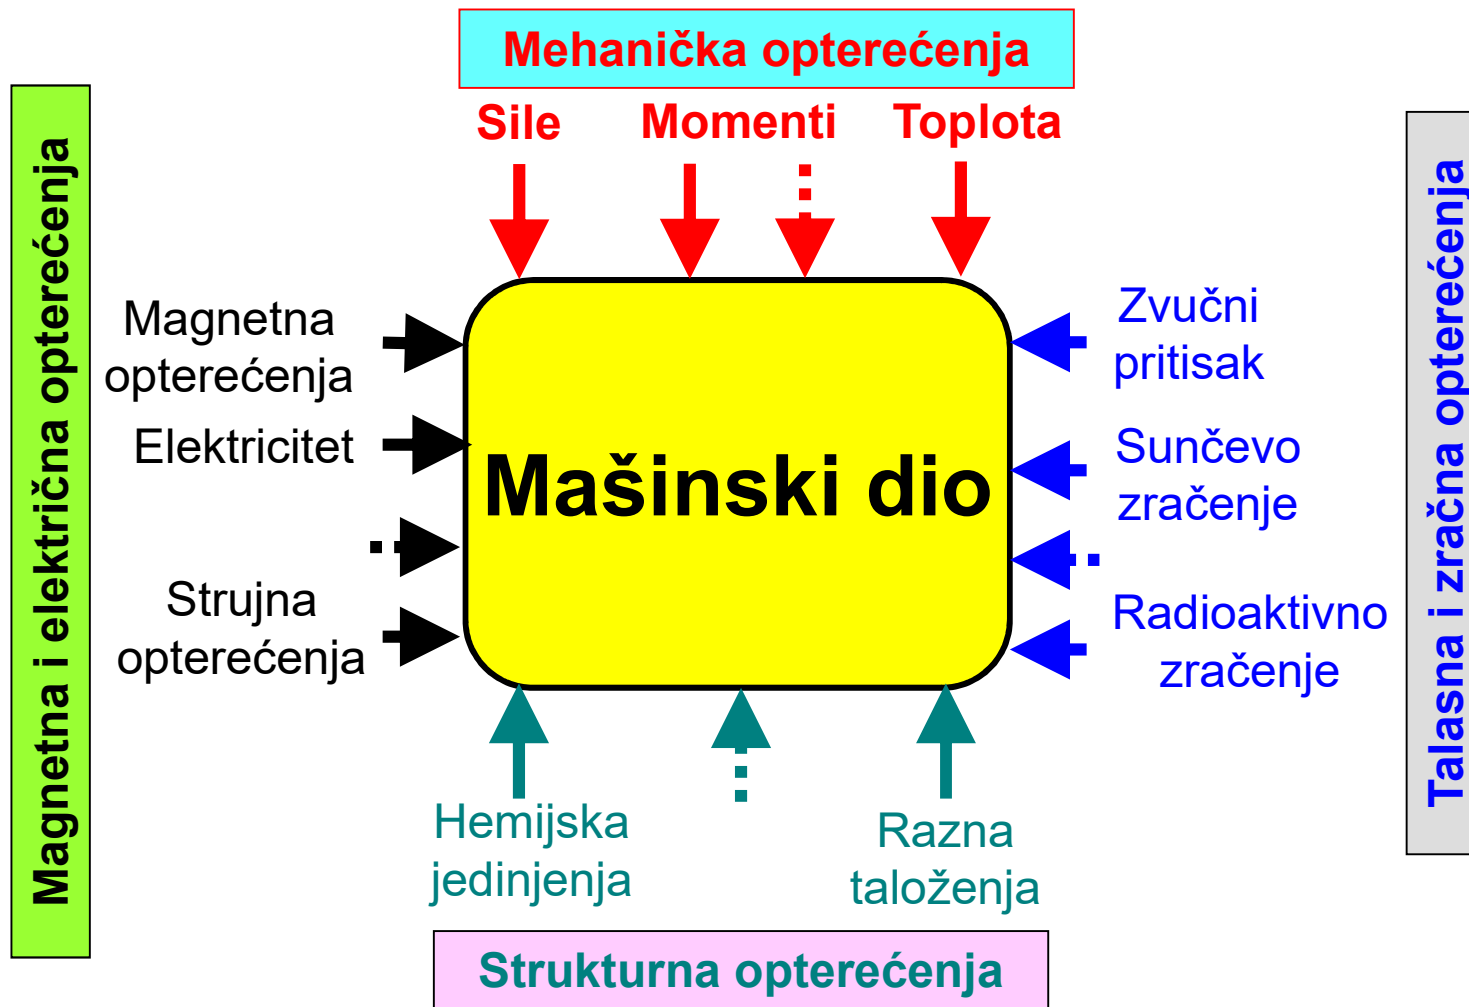 Mehanička opterećenja
Sile Momenti Toplota
Magnetna i električna opterećenja
Magnetna
opterećenja
Elektricitet
Strujna
opterećenja
Mašinski dio
Zvučni
pritisak
Sunčevo
zračenje
Radioaktivno
zračenje
Talasna i zračna opterećenja
Hemijska
jedinjenja
Razna
taloženja
Strukturna opterećenja